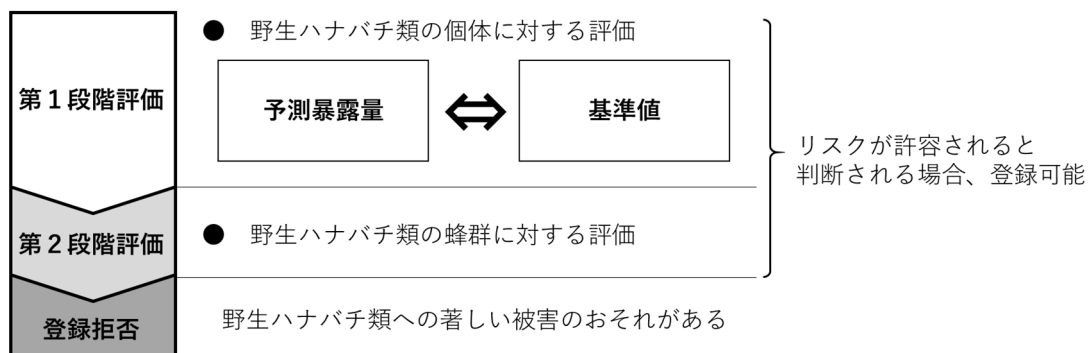 第１段階評価
● 野生ハナバチ類の個体に対する評価
予測暴露量
⇔
基準値
リスクが許容されると
判断される場合、登録可能
第２段階評価
● 野生ハナバチ類の蜂群に対する評価
登録拒否
野生ハナバチ類への著しい被害のおそれがある